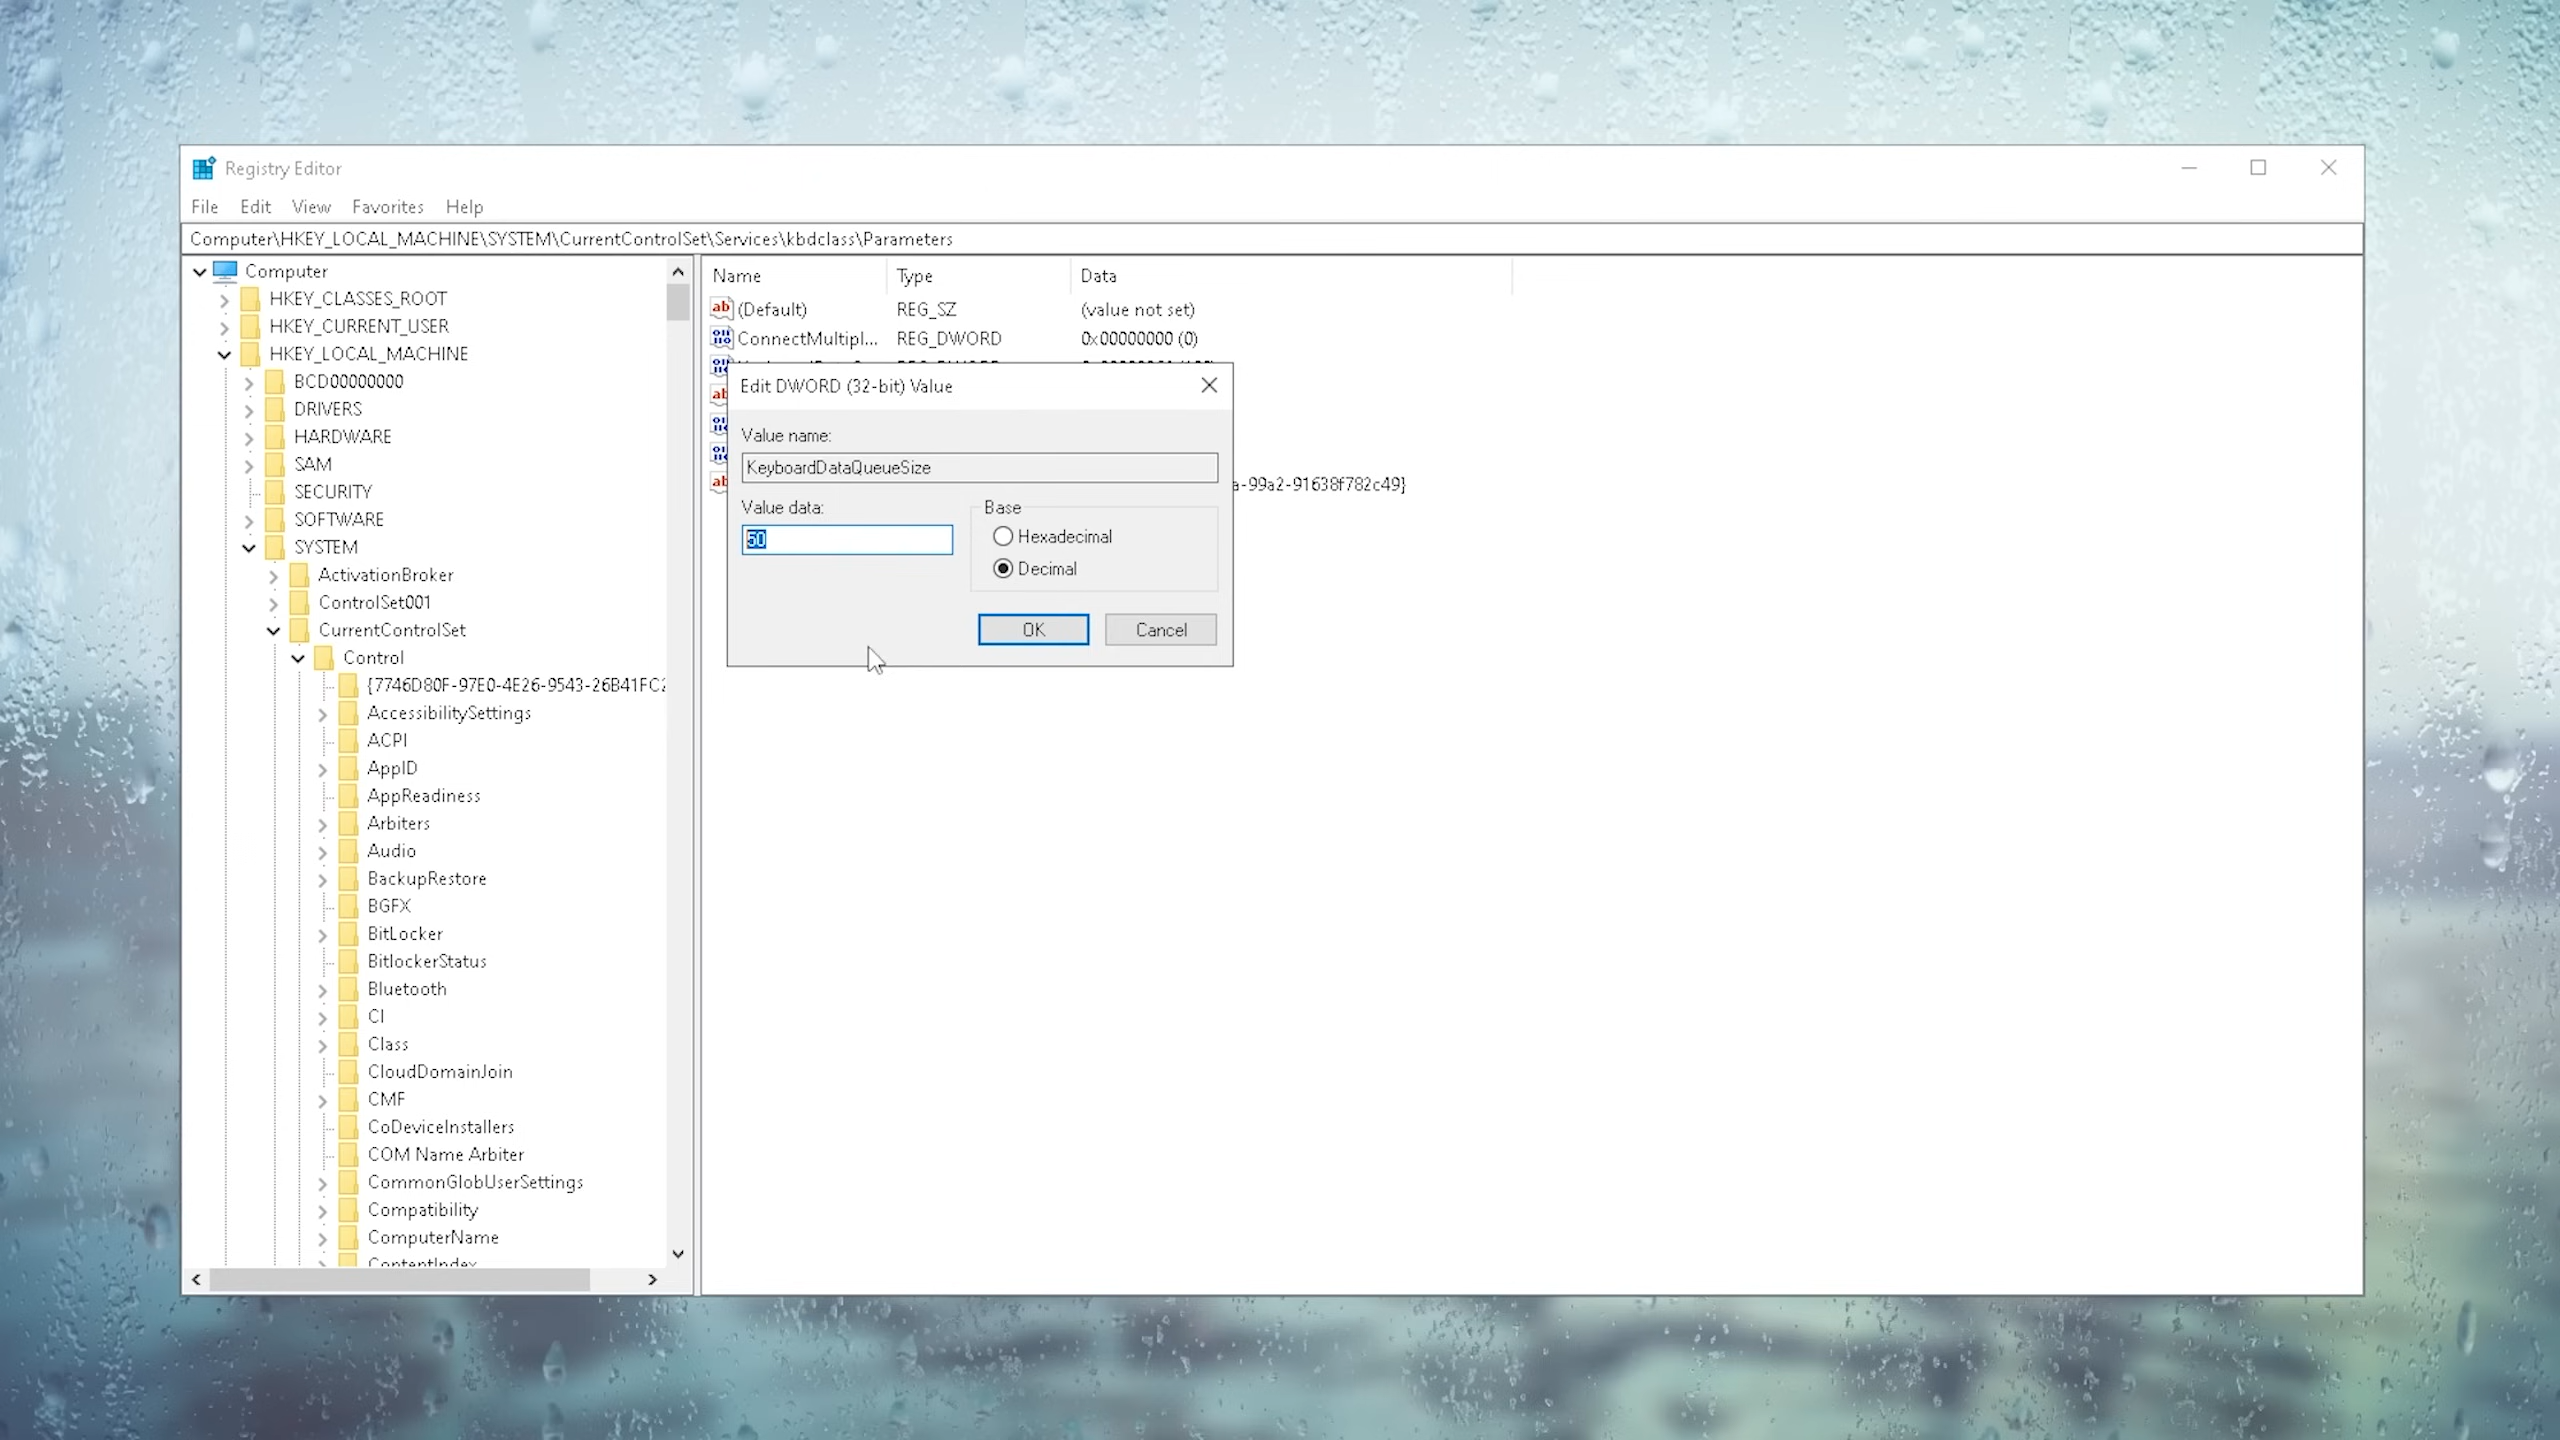 Registry Editor
File Edit View Favorites Help
Computer\HKEY_LOCAL_MACHINE\SYSTEM\CurrentControlSet\Services\kbdclass\Parameters
Computer
HKEY_CLASSES_ROOT
HKEY_CURRENT_USER
HKEY_LOCAL_MACHINE
BCD00000000
DRIVERS
HARDWARE
SAM
SECURITY
SOFTWARE
SYSTEM
ActivationBroker
ControlSet001
CurrentControlSet
Control
{7746D80F-97E0-4E26-9543-26B41FC2
AccessibilitySettings
ACPI
AppID
AppReadiness
Arbiters
Audio
BackupRestore
BGFX
BitLocker
BitlockerStatus
Bluetooth
CI
Class
CloudDomainJoin
CMF
CoDeviceInstallers
COM Name Arbiter
CommonGlobUserSettings
Compatibility
ComputerName
ContentIndex
Name Type Data
(Default) REG_SZ (value not set)
ConnectMultipl... REG_DWORD 0x00000000 (0)
a-99a2-91638f782c49}
Edit DWORD (32-bit) Value
Value name:
KeyboardDataQueueSize
Value data:
50
Base
Hexadecimal
Decimal
OK Cancel